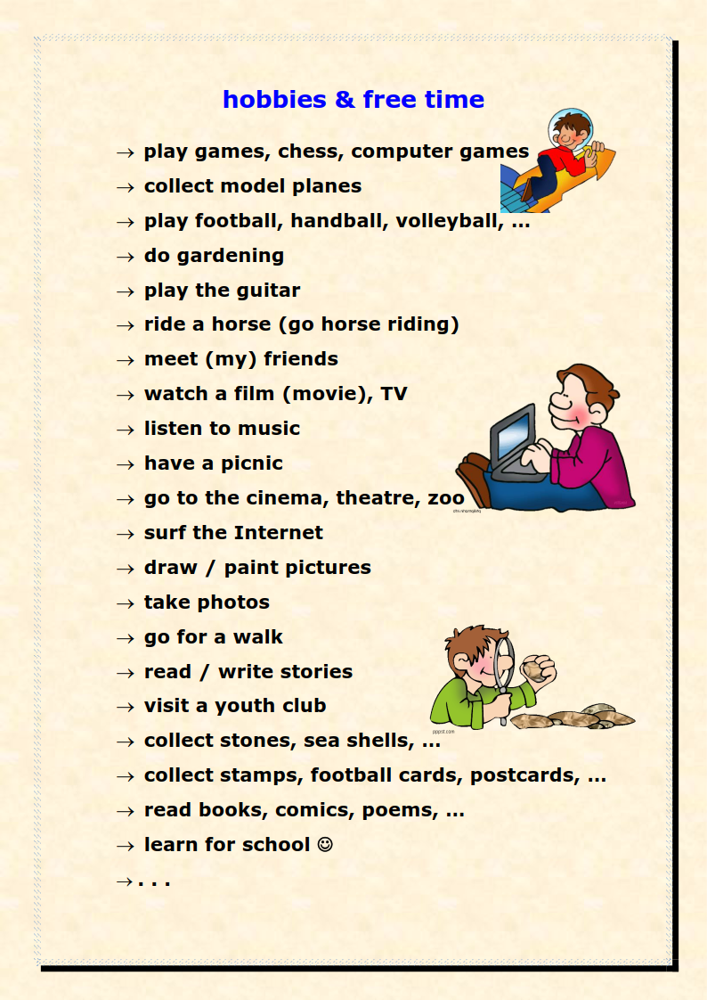 hobbies & free time
→ play games, chess, computer games
→ collect model planes
→ play football, handball, volleyball, ...
→ do gardening
→ play the guitar
→ ride a horse (go horse riding)
→ meet (my) friends
→ watch a film (movie), TV
→ listen to music
→ have a picnic
→ go to the cinema, theatre, zoo
→ surf the Internet
→ draw / paint pictures
→ take photos
→ go for a walk
→ read / write stories
→ visit a youth club
pppst.com
→ collect stones, sea shells, ...
→ collect stamps, football cards, postcards, ...
→ read books, comics, poems, ...
→ learn for school ☺
→ . . .